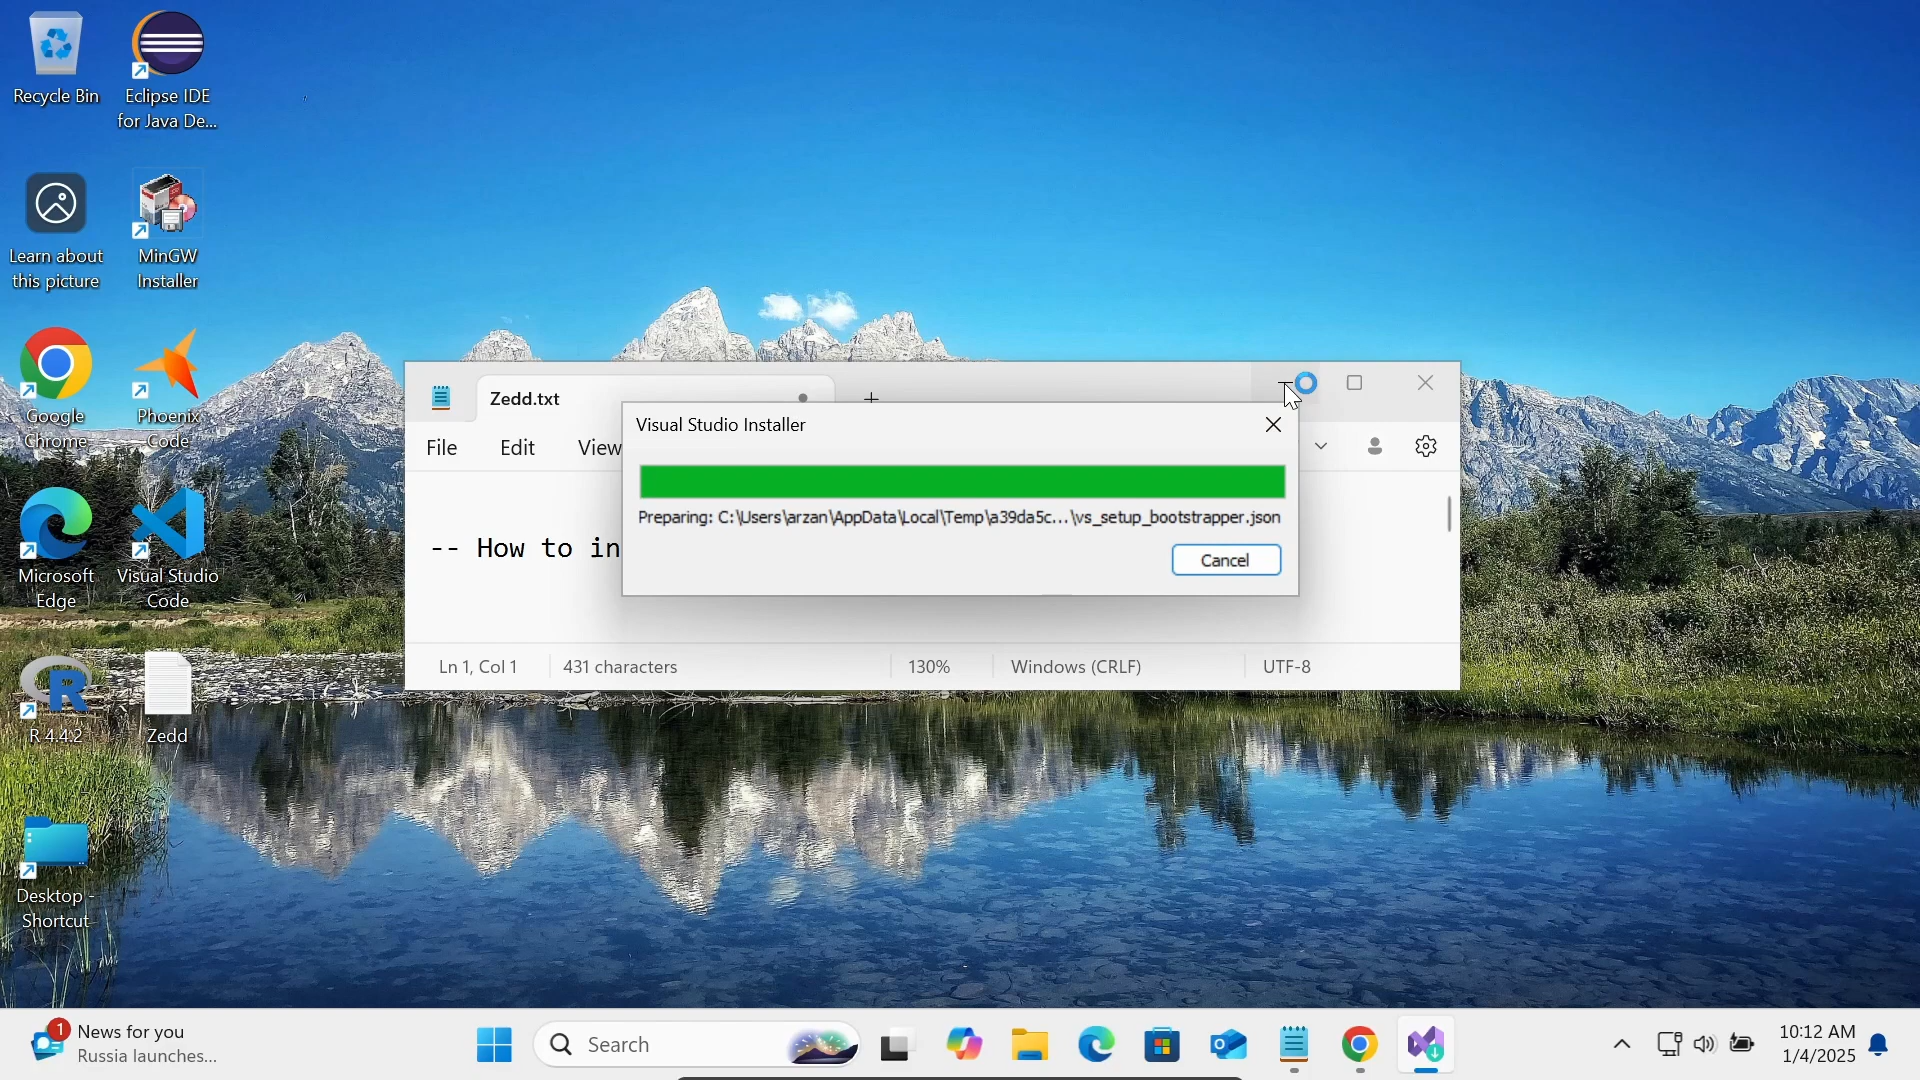 Recycle Bin
Eclipse IDE
for Java De...
Learn about
this picture
MinGW
Installer
Google
Chrome
Phoenix
Code
Microsoft
Edge
Visual Studio
Code
R 4.4.2
Zedd
Desktop -
Shortcut
Zedd.txt
File
Edit
View
-- How to in
Visual Studio Installer
Preparing: C:\Users\arzan\AppData\Local\Temp\a39da5c...\vs_setup_bootstrapper.json
Cancel
Ln 1, Col 1
431 characters
130%
Windows (CRLF)
UTF-8
1
News for you
Russia launches...
Search
10:12 AM
1/4/2025